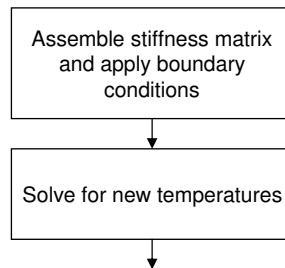 Assemble stiffness matrix
and apply boundary
conditions
Solve for new temperatures